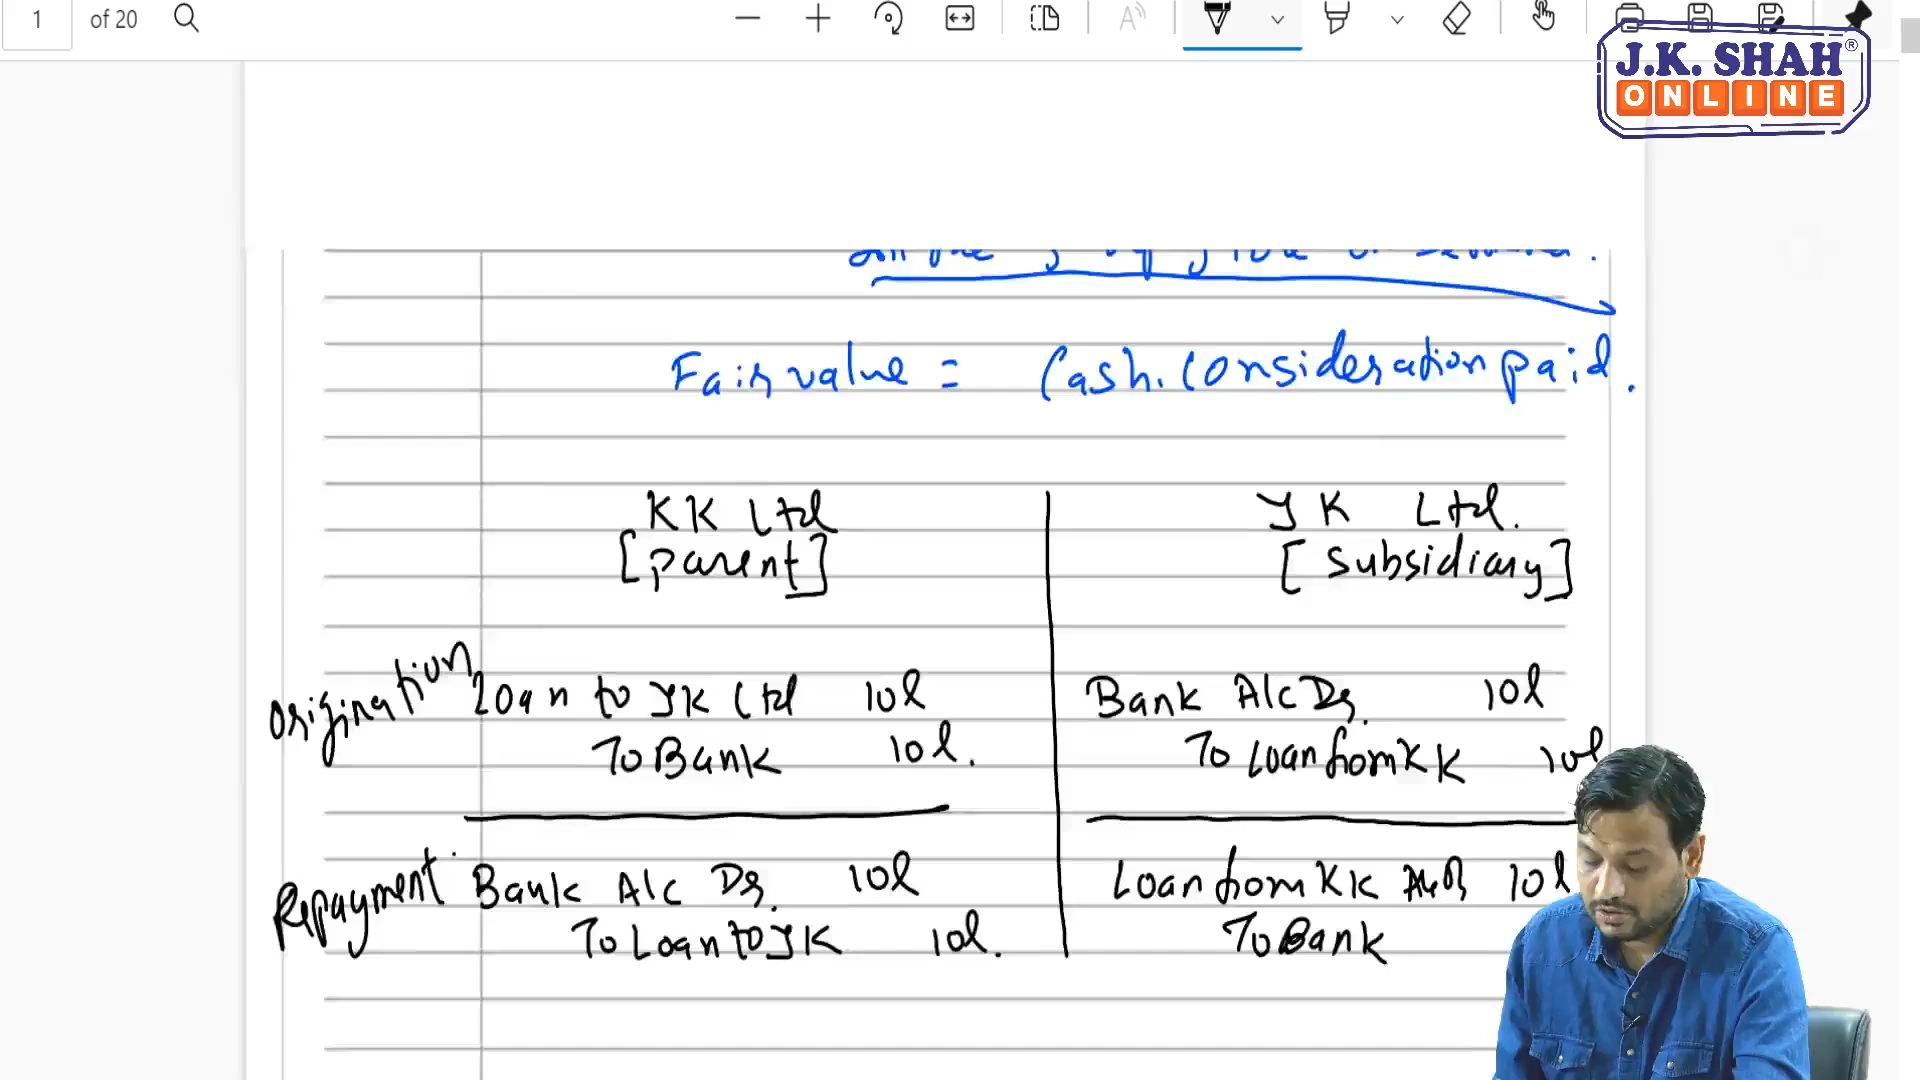 1 of 20
J.K. SHAH®
ONLINE
Fair value = Cash. Consideration paid.
KK Ltd
[parent]
YK Ltd.
[Subsidiary]
Origination
Loan to YK Ltd 10l
To Bank 10l.
Bank A/c Dr. 10l
To Loan from KK 10l
Repayment
Bank A/c Dr. 10l
To Loan to YK 10l.
Loan from KK A/c Dr 10l
To Bank